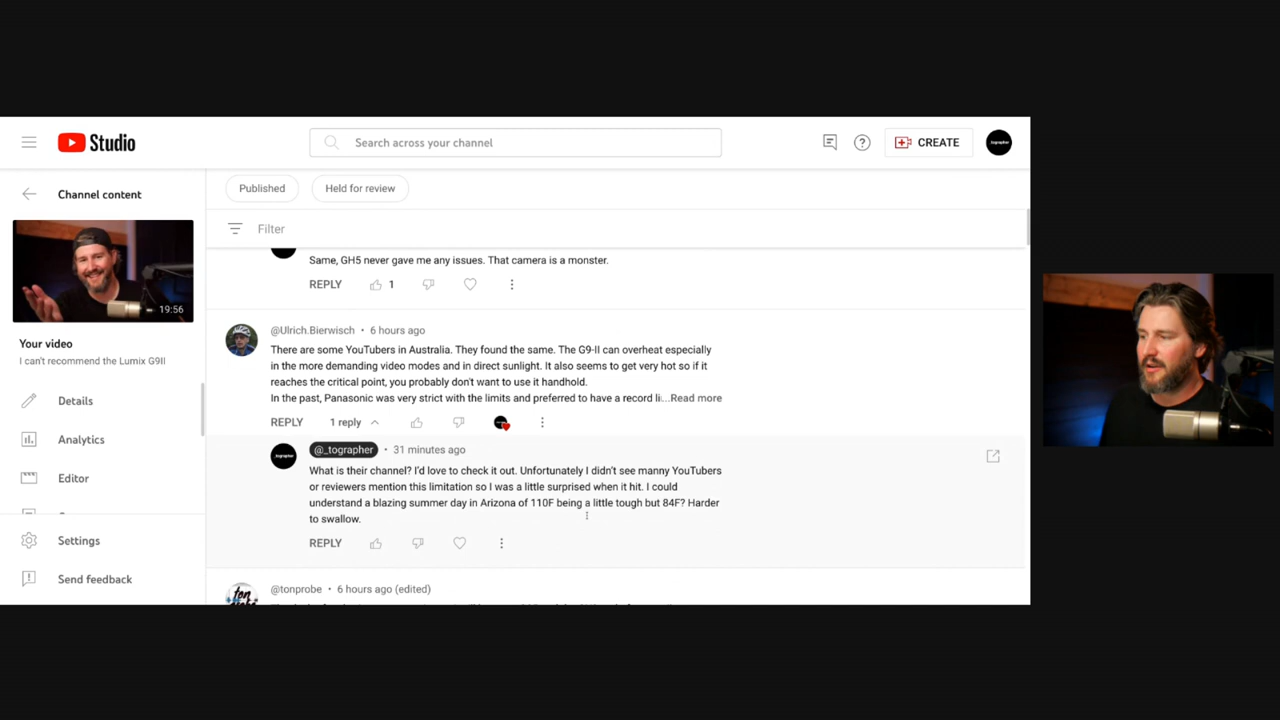 Studio
Search across your channel
CREATE
Channel content
Published
Held for review
Filter
19:56
Your video
I can't recommend the Lumix G9II
Details
Analytics
Editor
Settings
Send feedback
Same, GH5 never gave me any issues. That camera is a monster.
REPLY 1
@Ulrich.Bierwisch • 6 hours ago
There are some YouTubers in Australia. They found the same. The G9-II can overheat especially
in the more demanding video modes and in direct sunlight. It also seems to get very hot so if it
reaches the critical point, you probably don't want to use it handhold.
In the past, Panasonic was very strict with the limits and preferred to have a record li...Read more
REPLY 1 reply
@_tographer • 31 minutes ago
What is their channel? I'd love to check it out. Unfortunately I didn't see manny YouTubers
or reviewers mention this limitation so I was a little surprised when it hit. I could
understand a blazing summer day in Arizona of 110F being a little tough but 84F? Harder
to swallow.
REPLY
@tonprobe • 6 hours ago (edited)
ton